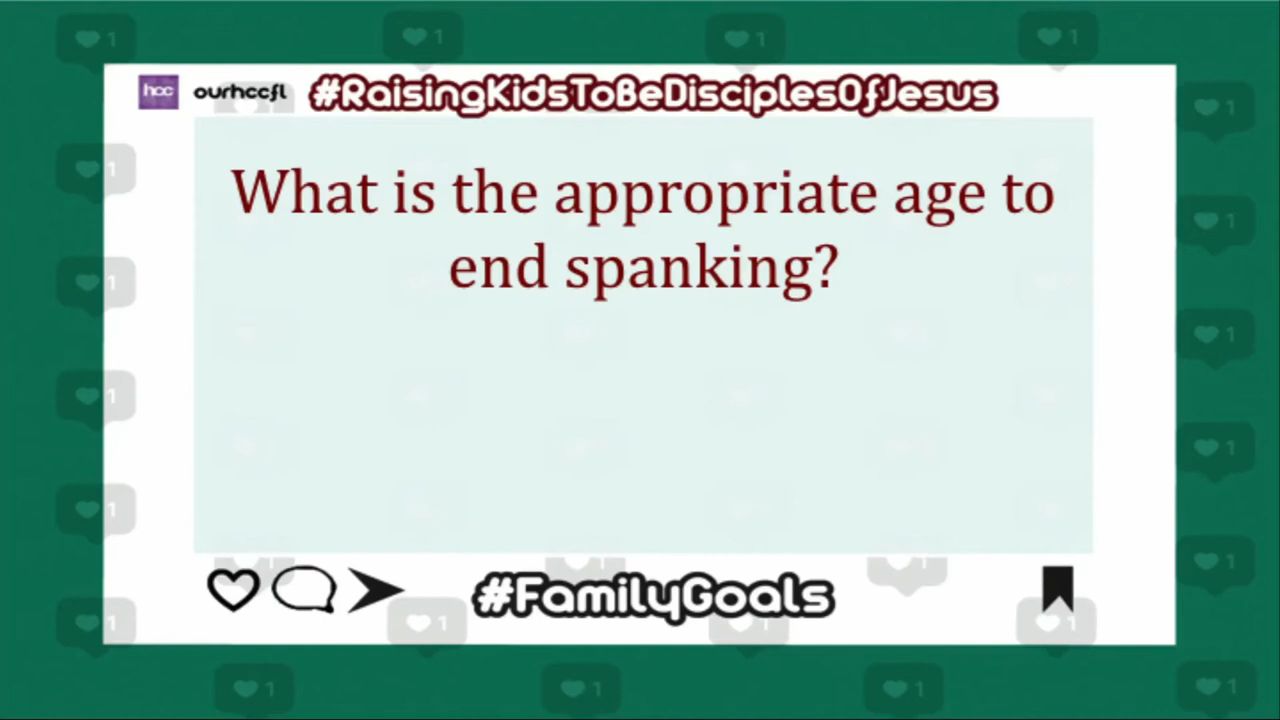 hcc ourhccfl #RaisingKidsToBeDisciplesOfJesus
What is the appropriate age to
end spanking?
#FamilyGoals